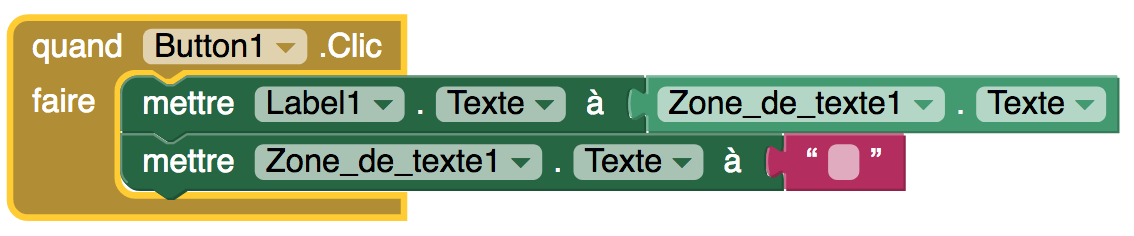 quand Button1 .Clic
faire mettre Label1 . Texte à Zone_de_texte1 . Texte
mettre Zone_de_texte1 . Texte à “ ”